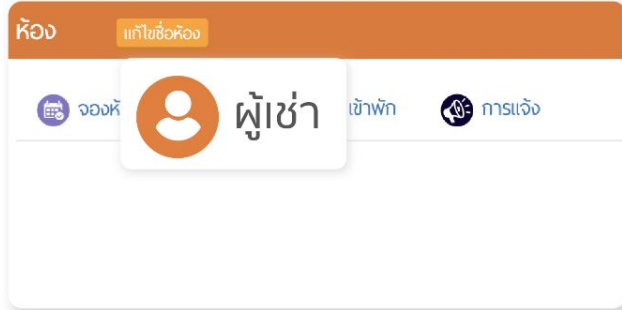 ห้อง แก้ไขชื่อห้อง
จองห้ ผู้เช่า เข้าพัก การแจ้ง